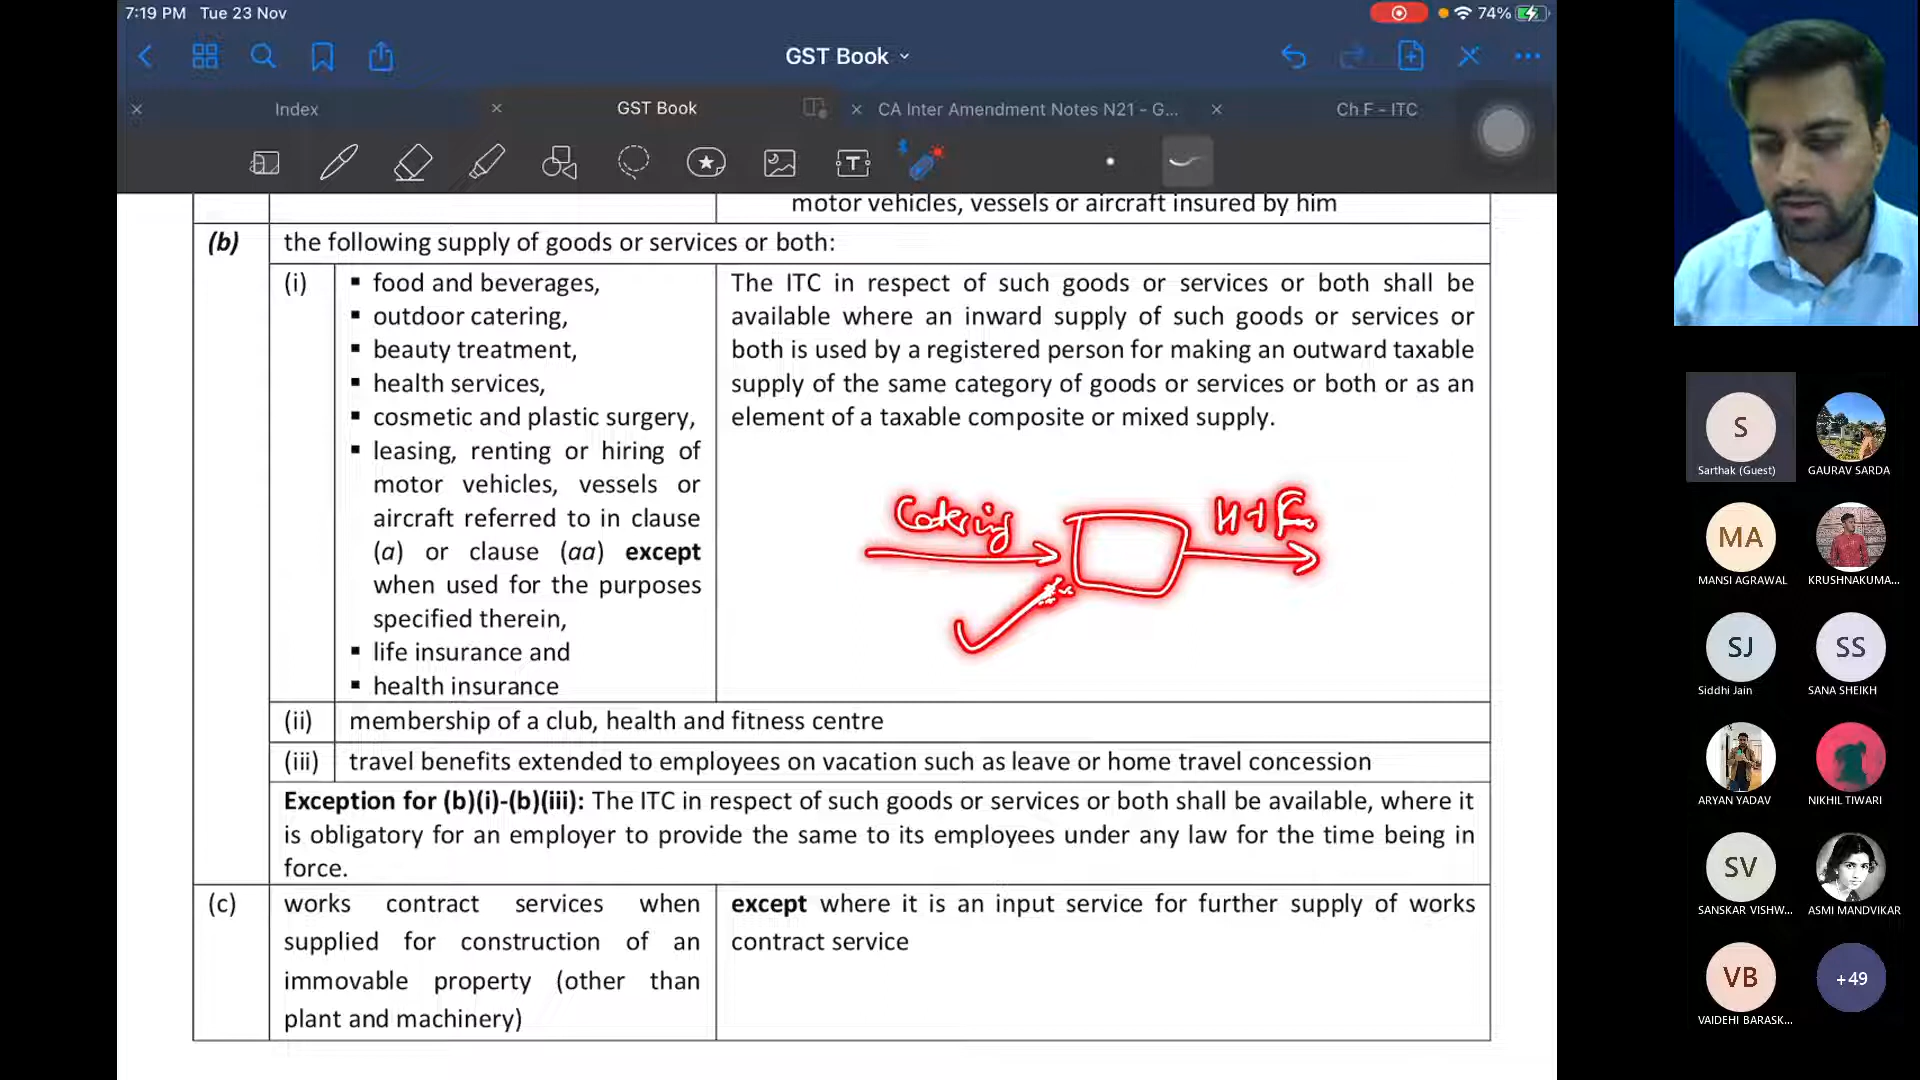 7:19 PM Tue 23 Nov
74%
GST Book
Index
GST Book
CA Inter Amendment Notes N21 - G...
Ch F - ITC
T
motor vehicles, vessels or aircraft insured by him
(b) the following supply of goods or services or both:
(i)
▪ food and beverages,
▪ outdoor catering,
▪ beauty treatment,
▪ health services,
▪ cosmetic and plastic surgery,
▪ leasing, renting or hiring of
motor vehicles, vessels or
aircraft referred to in clause
(a) or clause (aa) except
when used for the purposes
specified therein,
▪ life insurance and
▪ health insurance
The ITC in respect of such goods or services or both shall be
available where an inward supply of such goods or services or
both is used by a registered person for making an outward taxable
supply of the same category of goods or services or both or as an
element of a taxable composite or mixed supply.
Catering
(ii) membership of a club, health and fitness centre
(iii) travel benefits extended to employees on vacation such as leave or home travel concession
Exception for (b)(i)-(b)(iii): The ITC in respect of such goods or services or both shall be available, where it
is obligatory for an employer to provide the same to its employees under any law for the time being in
force.
(c)
works contract services when
supplied for construction of an
immovable property (other than
plant and machinery)
except where it is an input service for further supply of works
contract service
S
Sarthak (Guest)
GAURAV SARDA
MA
MANSI AGRAWAL
KRUSHNAKUMA...
SJ
Siddhi Jain
SS
SANA SHEIKH
ARYAN YADAV
NIKHIL TIWARI
SV
SANSKAR VISHW...
ASMI MANDVIKAR
VB
VAIDEHI BARASK...
+49